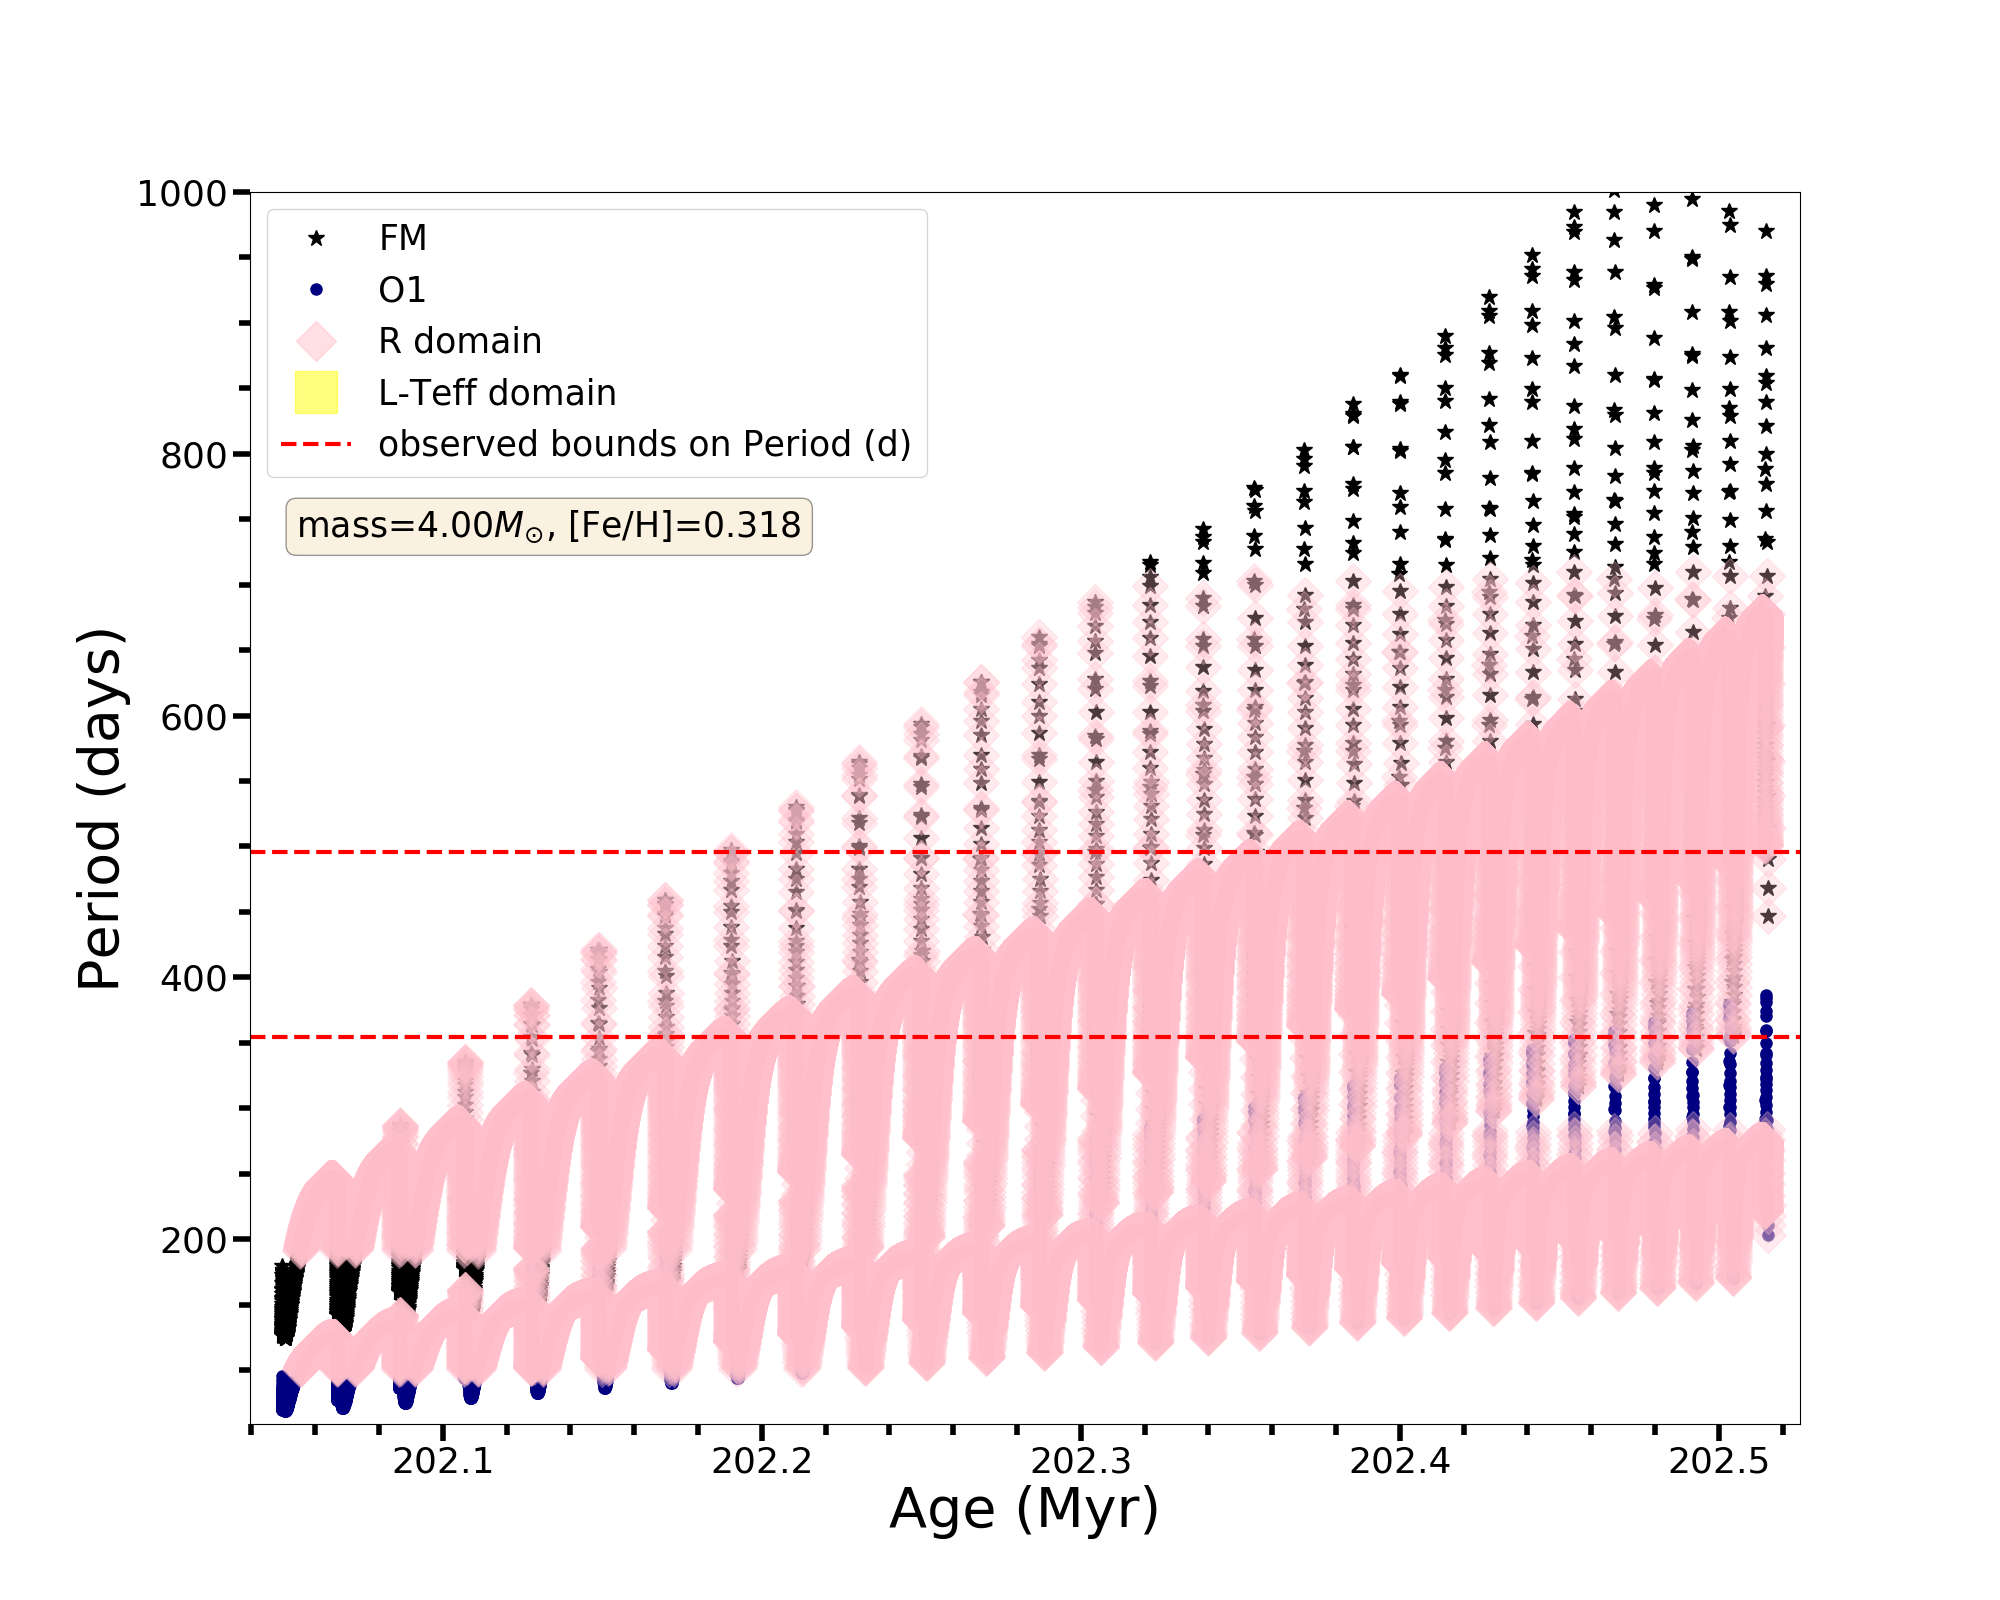 1000
800
600
400
200
Period (days)
FM
O1
R domain
L-Teff domain
observed bounds on Period (d)
mass=4.00M⊙, [Fe/H]=0.318
202.1 202.2 202.3 202.4 202.5
Age (Myr)